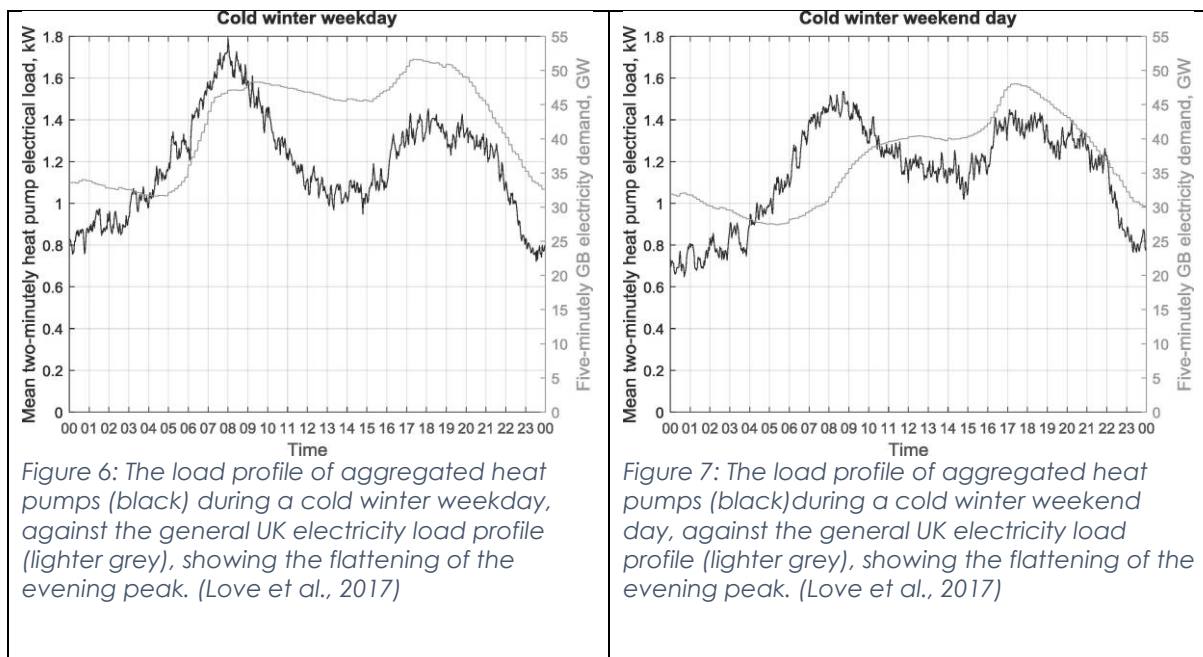 Cold winter weekday
Mean two-minutely heat pump electrical load, kW
1.8
1.6
1.4
1.2
1
0.8
0.6
0.4
0.2
0
55
50
45
40
35
30
25
20
15
10
5
0
Five-minutely GB electricity demand, GW
00 01 02 03 04 05 06 07 08 09 10 11 12 13 14 15 16 17 18 19 20 21 22 23 00
Time
Figure 6: The load profile of aggregated heat
pumps (black) during a cold winter weekday,
against the general UK electricity load profile
(lighter grey), showing the flattening of the
evening peak. (Love et al., 2017)
Cold winter weekend day
Mean two-minutely heat pump electrical load, kW
1.8
1.6
1.4
1.2
1
0.8
0.6
0.4
0.2
0
55
50
45
40
35
30
25
20
15
10
5
0
Five-minutely GB electricity demand, GW
00 01 02 03 04 05 06 07 08 09 10 11 12 13 14 15 16 17 18 19 20 21 22 23 00
Time
Figure 7: The load profile of aggregated heat
pumps (black)during a cold winter weekend
day, against the general UK electricity load
profile (lighter grey), showing the flattening of the
evening peak. (Love et al., 2017)